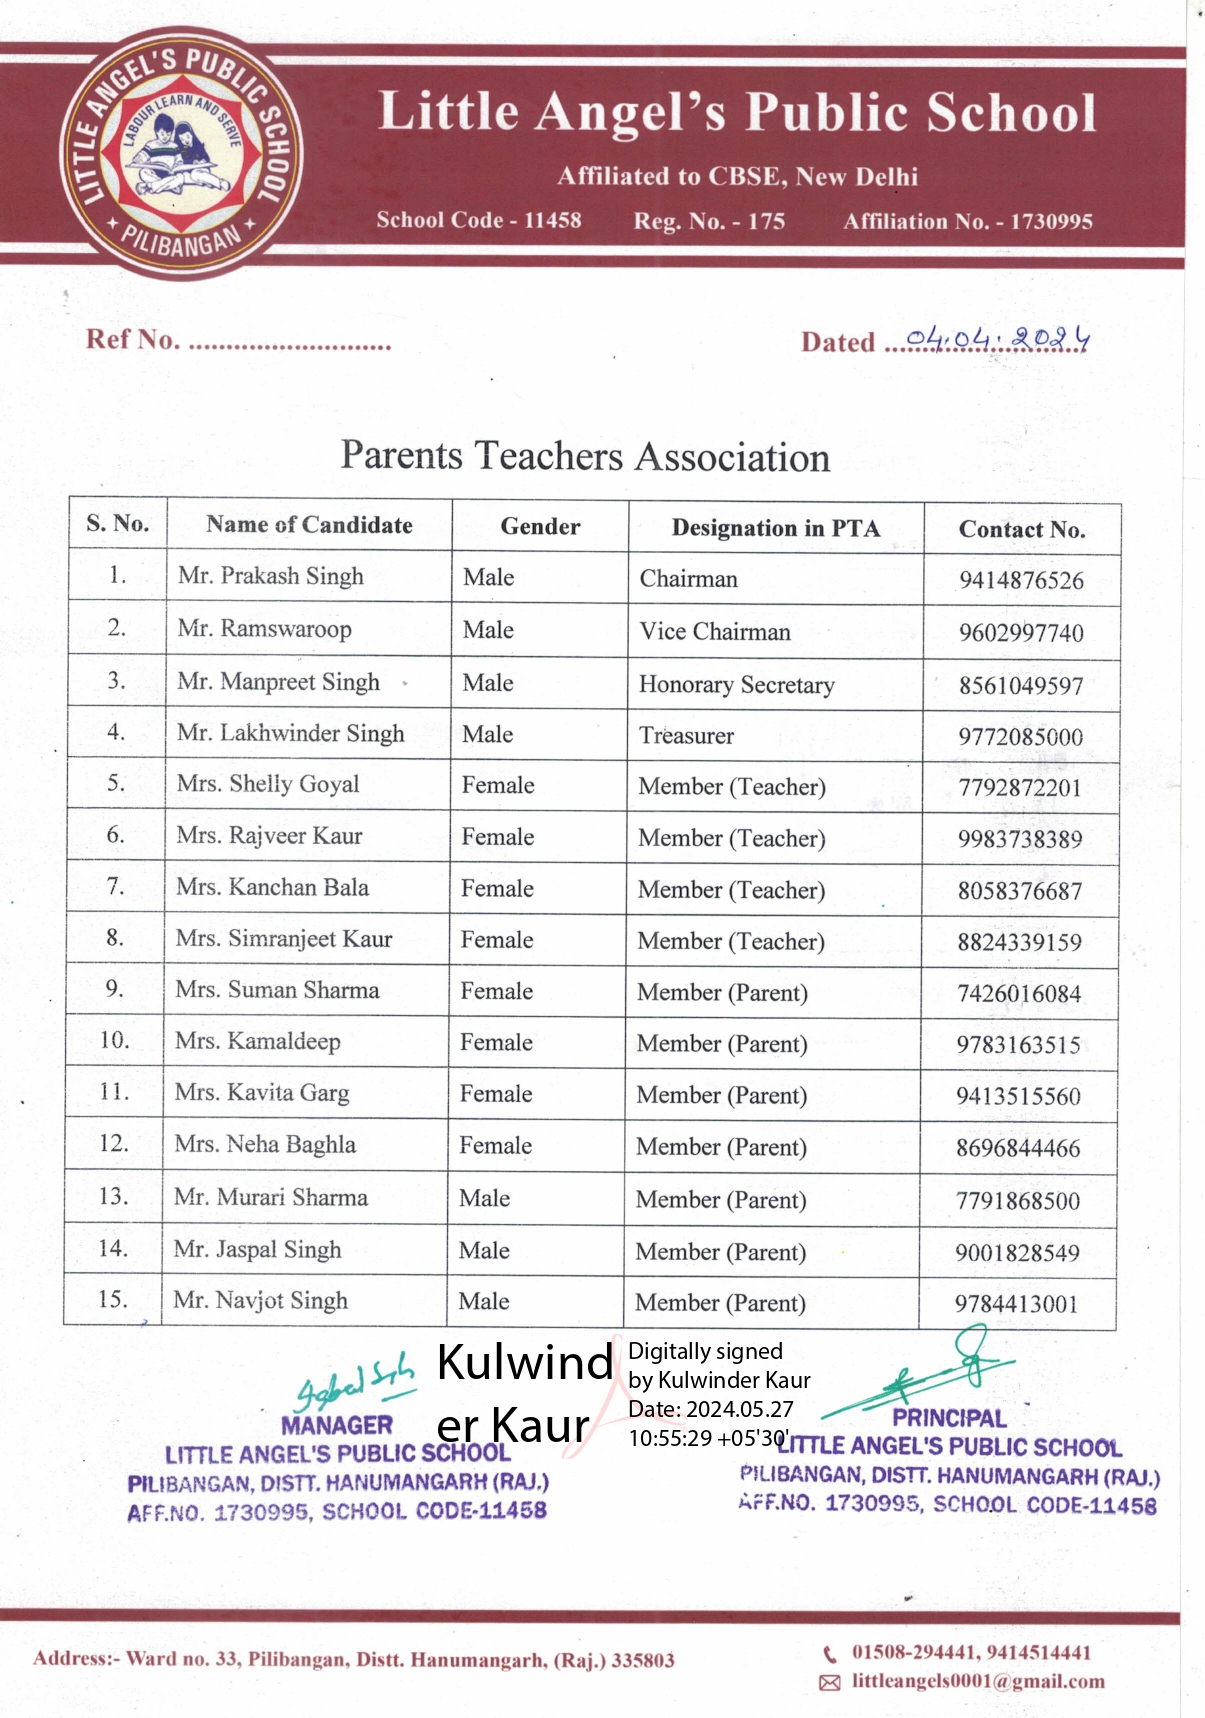 LITTLE ANGEL'S PUBLIC SCHOOL
LABOUR LEARN AND SERVE
PILIBANGAN
Little Angel's Public School
Affiliated to CBSE, New Delhi
School Code - 11458 Reg. No. - 175 Affiliation No. - 1730995
Ref No. ........................... Dated ...04.04.2024
Parents Teachers Association
S. No. Name of Candidate Gender Designation in PTA Contact No.
1. Mr. Prakash Singh Male Chairman 9414876526
2. Mr. Ramswaroop Male Vice Chairman 9602997740
3. Mr. Manpreet Singh Male Honorary Secretary 8561049597
4. Mr. Lakhwinder Singh Male Treasurer 9772085000
5. Mrs. Shelly Goyal Female Member (Teacher) 7792872201
6. Mrs. Rajveer Kaur Female Member (Teacher) 9983738389
7. Mrs. Kanchan Bala Female Member (Teacher) 8058376687
8. Mrs. Simranjeet Kaur Female Member (Teacher) 8824339159
9. Mrs. Suman Sharma Female Member (Parent) 7426016084
10. Mrs. Kamaldeep Female Member (Parent) 9783163515
11. Mrs. Kavita Garg Female Member (Parent) 9413515560
12. Mrs. Neha Baghla Female Member (Parent) 8696844466
13. Mr. Murari Sharma Male Member (Parent) 7791868500
14. Mr. Jaspal Singh Male Member (Parent) 9001828549
15. Mr. Navjot Singh Male Member (Parent) 9784413001
MANAGER
LITTLE ANGEL'S PUBLIC SCHOOL
PILIBANGAN, DISTT. HANUMANGARH (RAJ.)
AFF.NO. 1730995, SCHOOL CODE-11458
Kulwind
er Kaur
Digitally signed
by Kulwinder Kaur
Date: 2024.05.27
10:55:29 +05'30'
PRINCIPAL
LITTLE ANGEL'S PUBLIC SCHOOL
PILIBANGAN, DISTT. HANUMANGARH (RAJ.)
AFF.NO. 1730995, SCHOOL CODE-11458
Address:- Ward no. 33, Pilibangan, Distt. Hanumangarh, (Raj.) 335803
01508-294441, 9414514441
littleangels0001@gmail.com